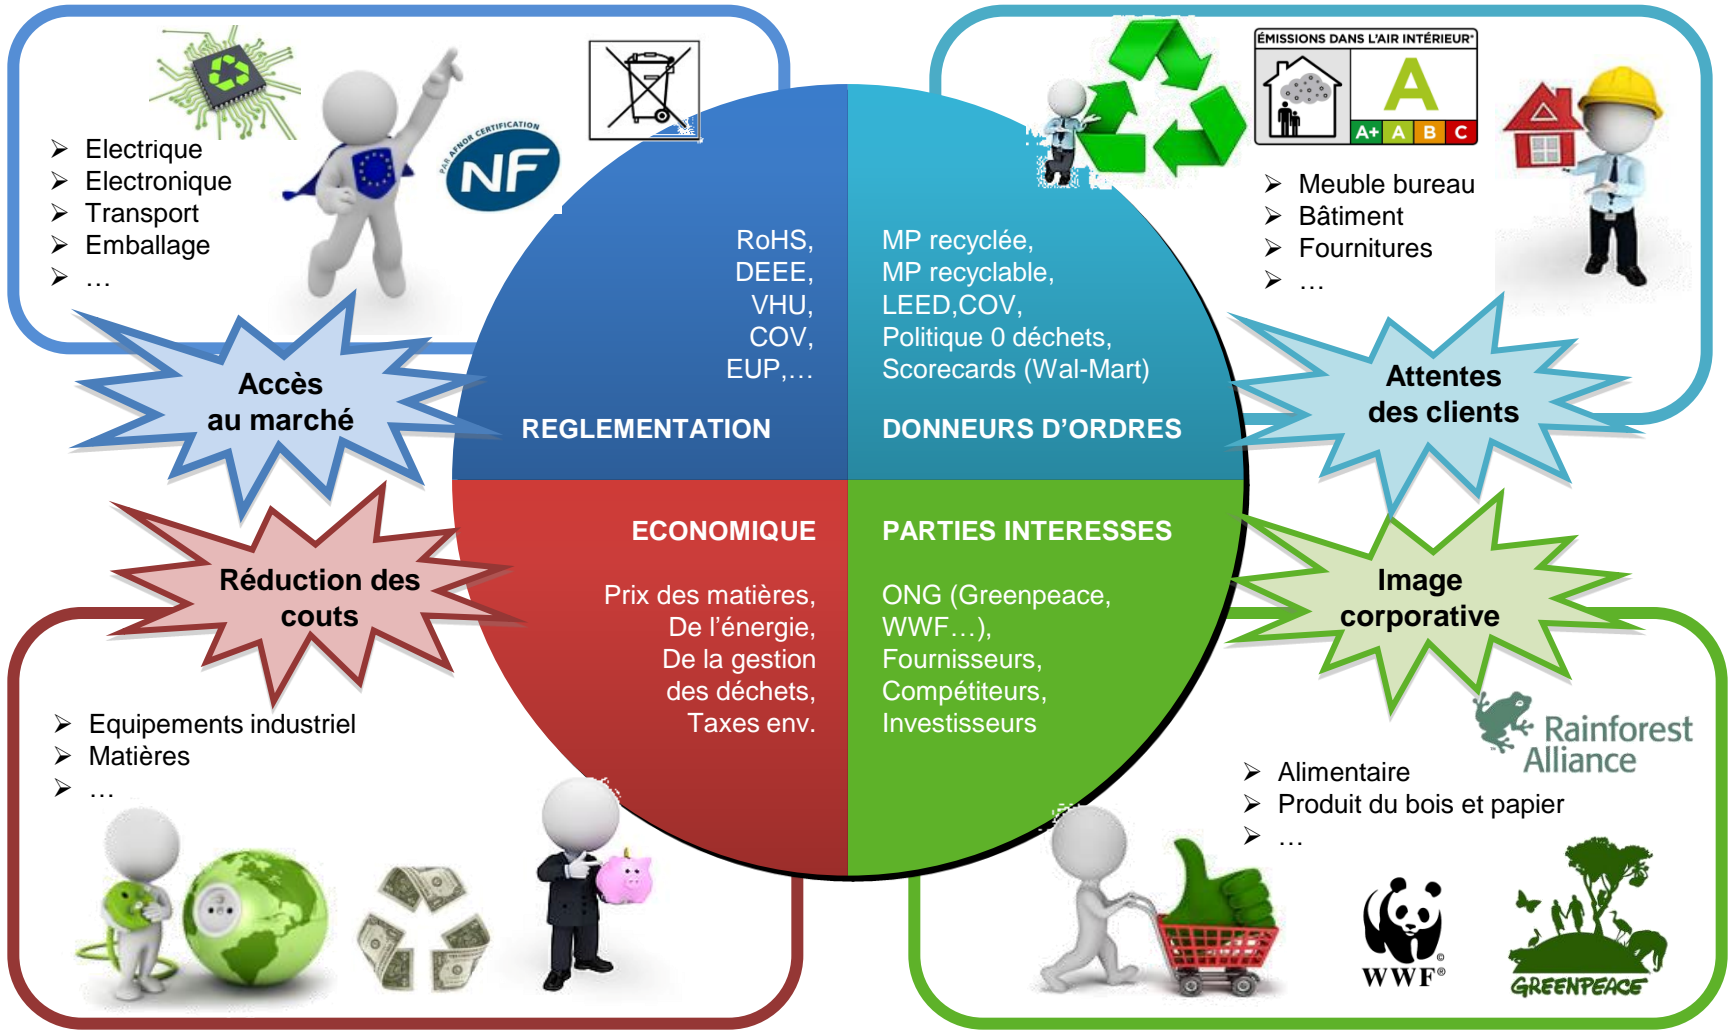 PAR AFNOR CERTIFICATION
NF
Electrique
Electronique
Transport
Emballage
…
Accès
au marché
RoHS,
DEEE,
VHU,
COV,
EUP,…
REGLEMENTATION
MP recyclée,
MP recyclable,
LEED,COV,
Politique 0 déchets,
Scorecards (Wal-Mart)
DONNEURS D’ORDRES
ÉMISSIONS DANS L'AIR INTÉRIEUR*
A
A+ A B C
Meuble bureau
Bâtiment
Fournitures
…
Attentes
des clients
Réduction des
couts
ECONOMIQUE
Prix des matières,
De l’énergie,
De la gestion
des déchets,
Taxes env.
Equipements industriel
Matières
…
PARTIES INTERESSES
ONG (Greenpeace,
WWF…),
Fournisseurs,
Compétiteurs,
Investisseurs
Image
corporative
Rainforest
Alliance
Alimentaire
Produit du bois et papier
…
WWF®
GREENPEACE